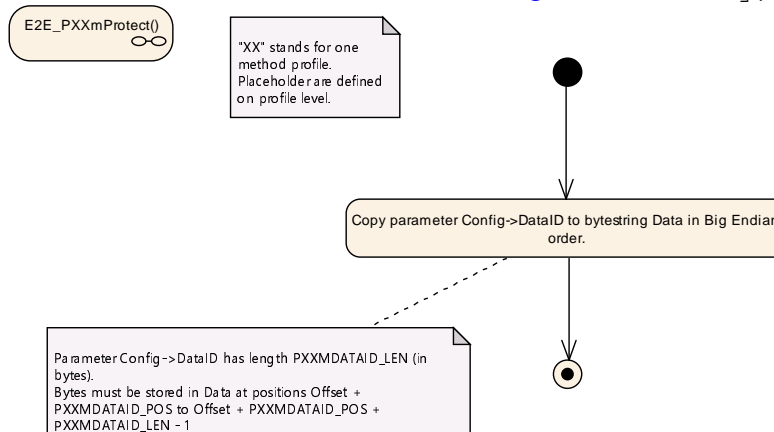 E2E_PXXmProtect()
"XX" stands for one
method profile.
Placeholder are defined
on profile level.
Copy parameter Config->DataID to bytestring Data in Big Endian
order.
Parameter Config->DataID has length PXXMDATAID_LEN (in
bytes).
Bytes must be stored in Data at positions Offset +
PXXMDATAID_POS to Offset + PXXMDATAID_POS +
PXXMDATAID_LEN - 1